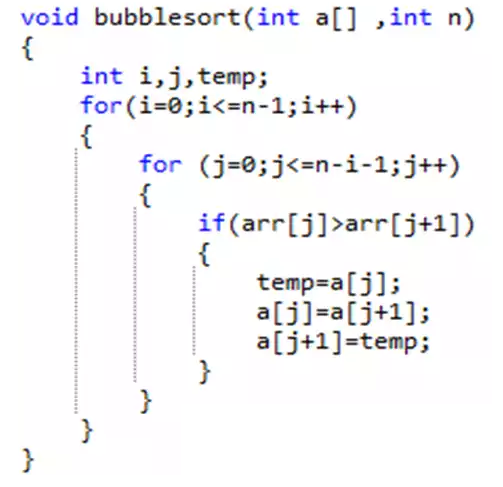 void bubblesort(int a[] ,int n)
{
int i,j,temp;
for(i=0;i<=n-1;i++)
{
for (j=0;j<=n-i-1;j++)
{
if(arr[j]>arr[j+1])
{
temp=a[j];
a[j]=a[j+1];
a[j+1]=temp;
}
}
}
}